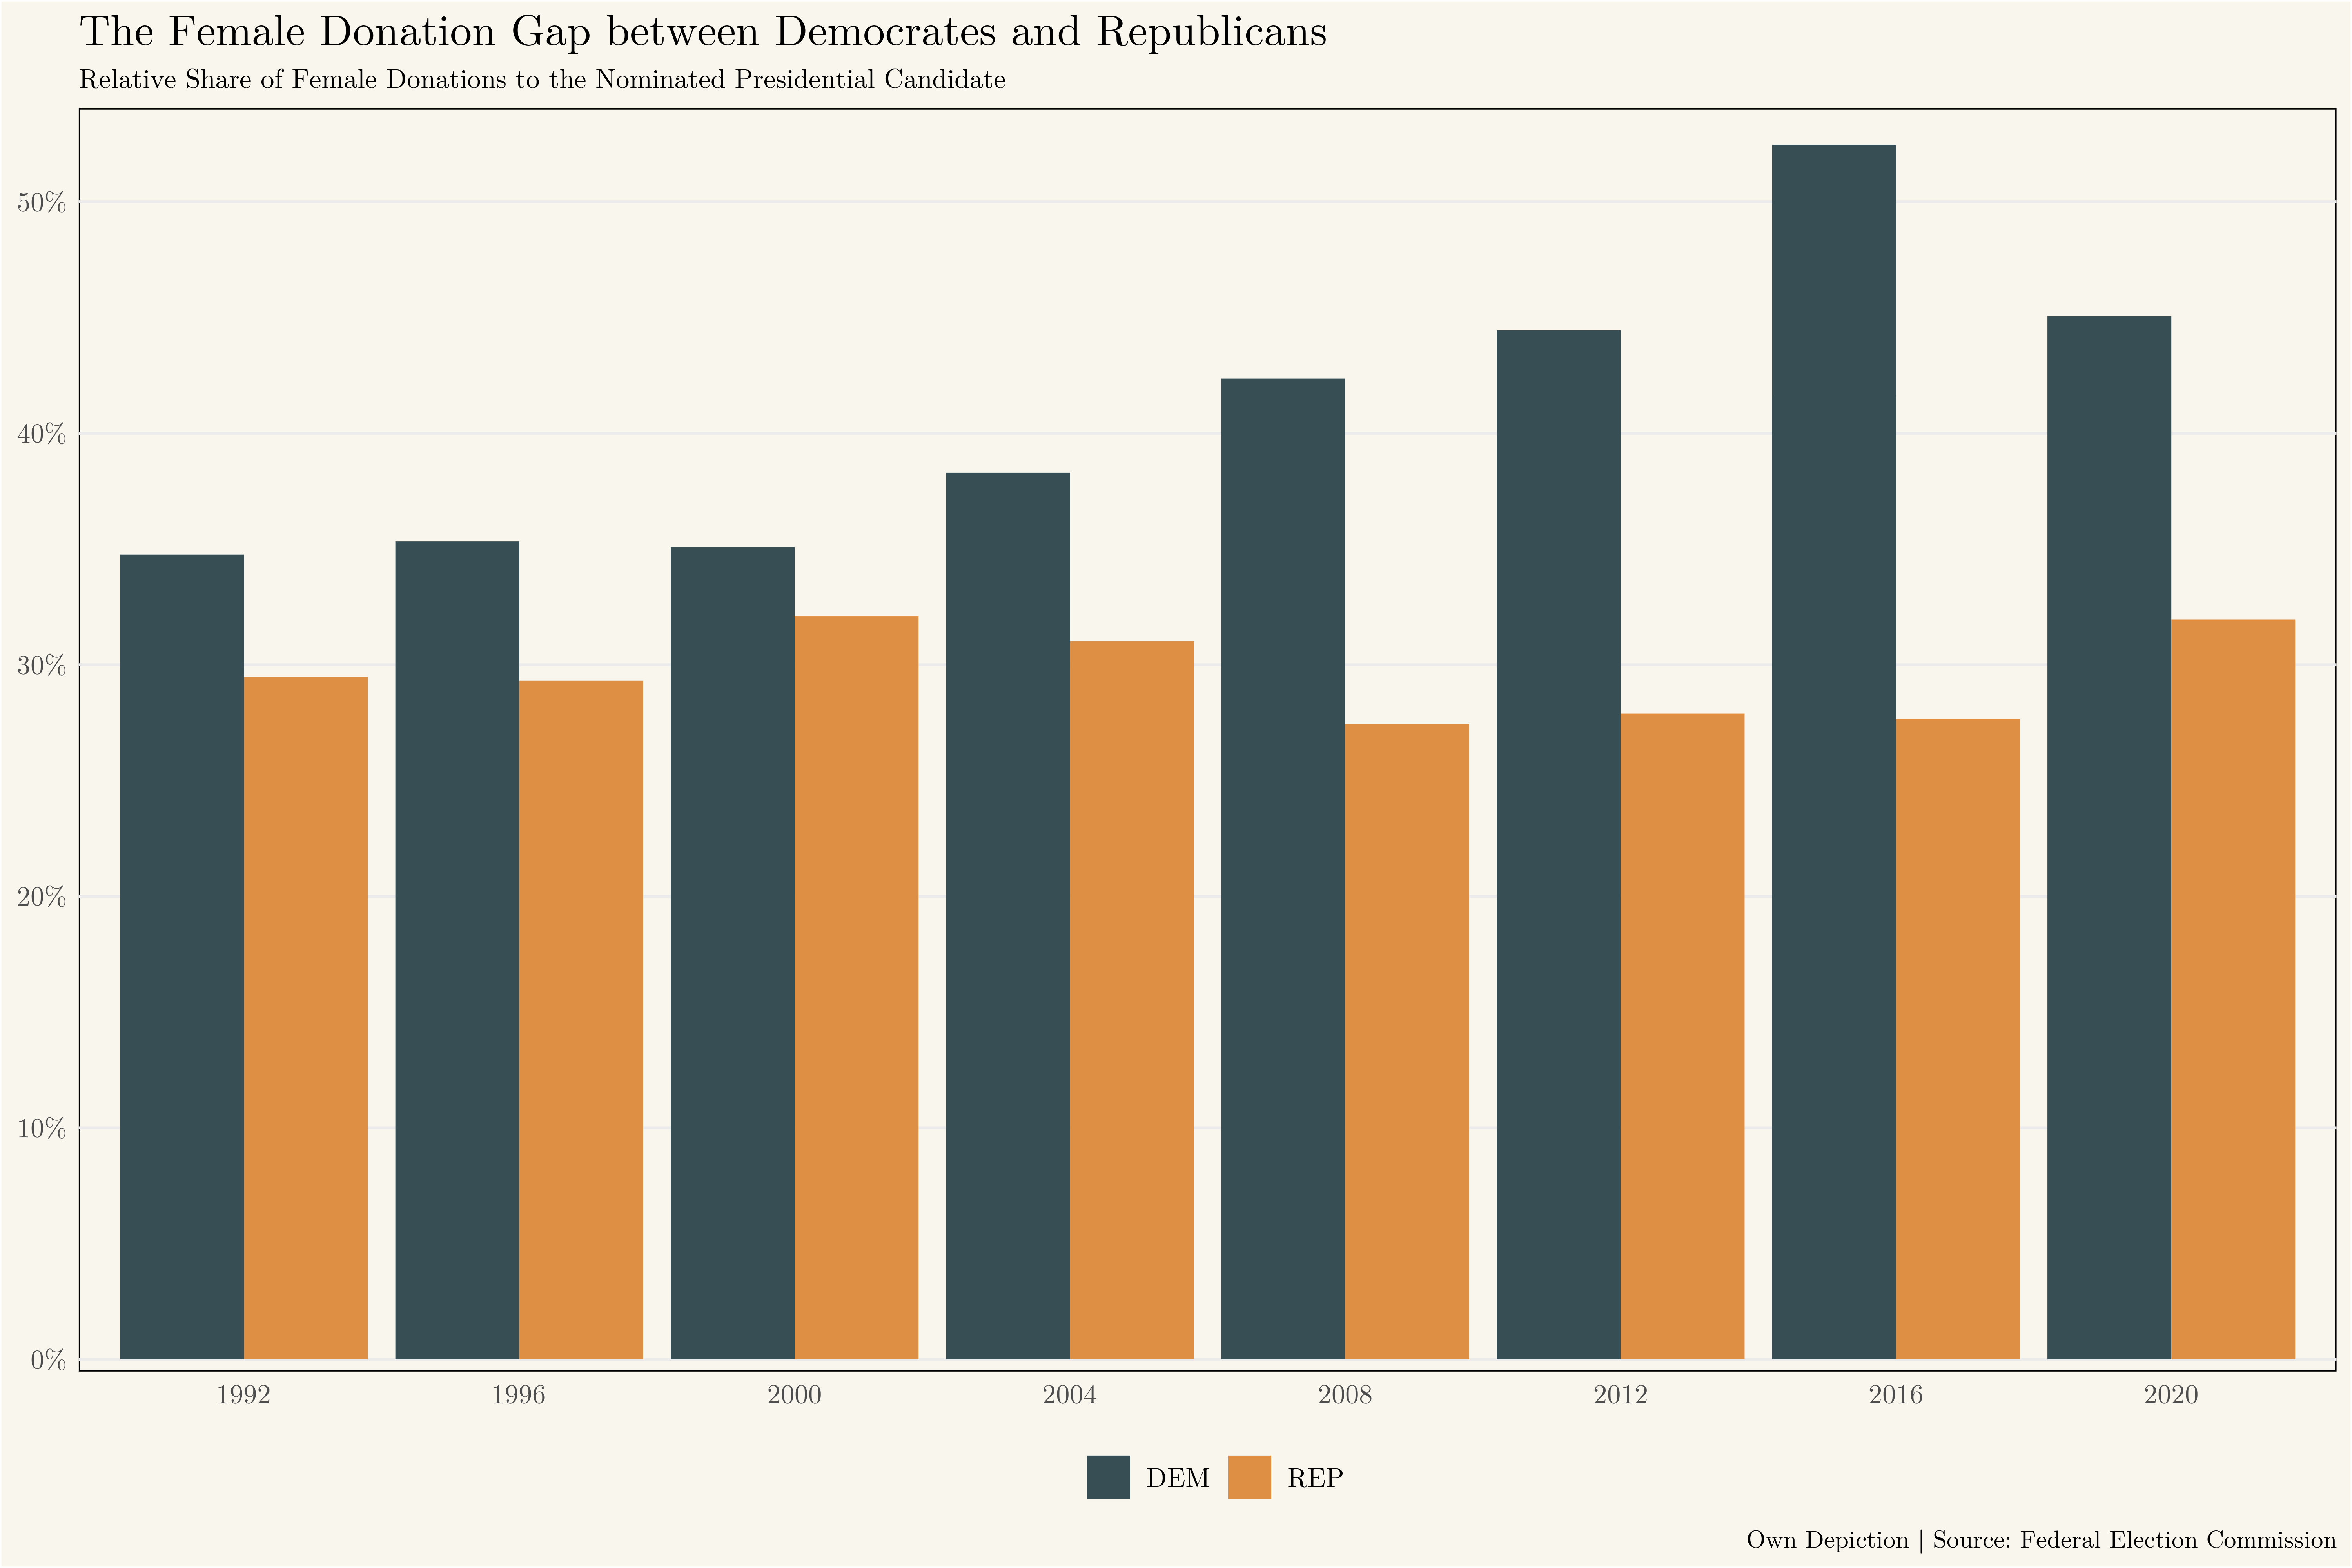 The Female Donation Gap between Democrates and Republicans
Relative Share of Female Donations to the Nominated Presidential Candidate
50%
40%
30%
20%
10%
0%
1992 1996 2000 2004 2008 2012 2016 2020
DEM REP
Own Depiction | Source: Federal Election Commission